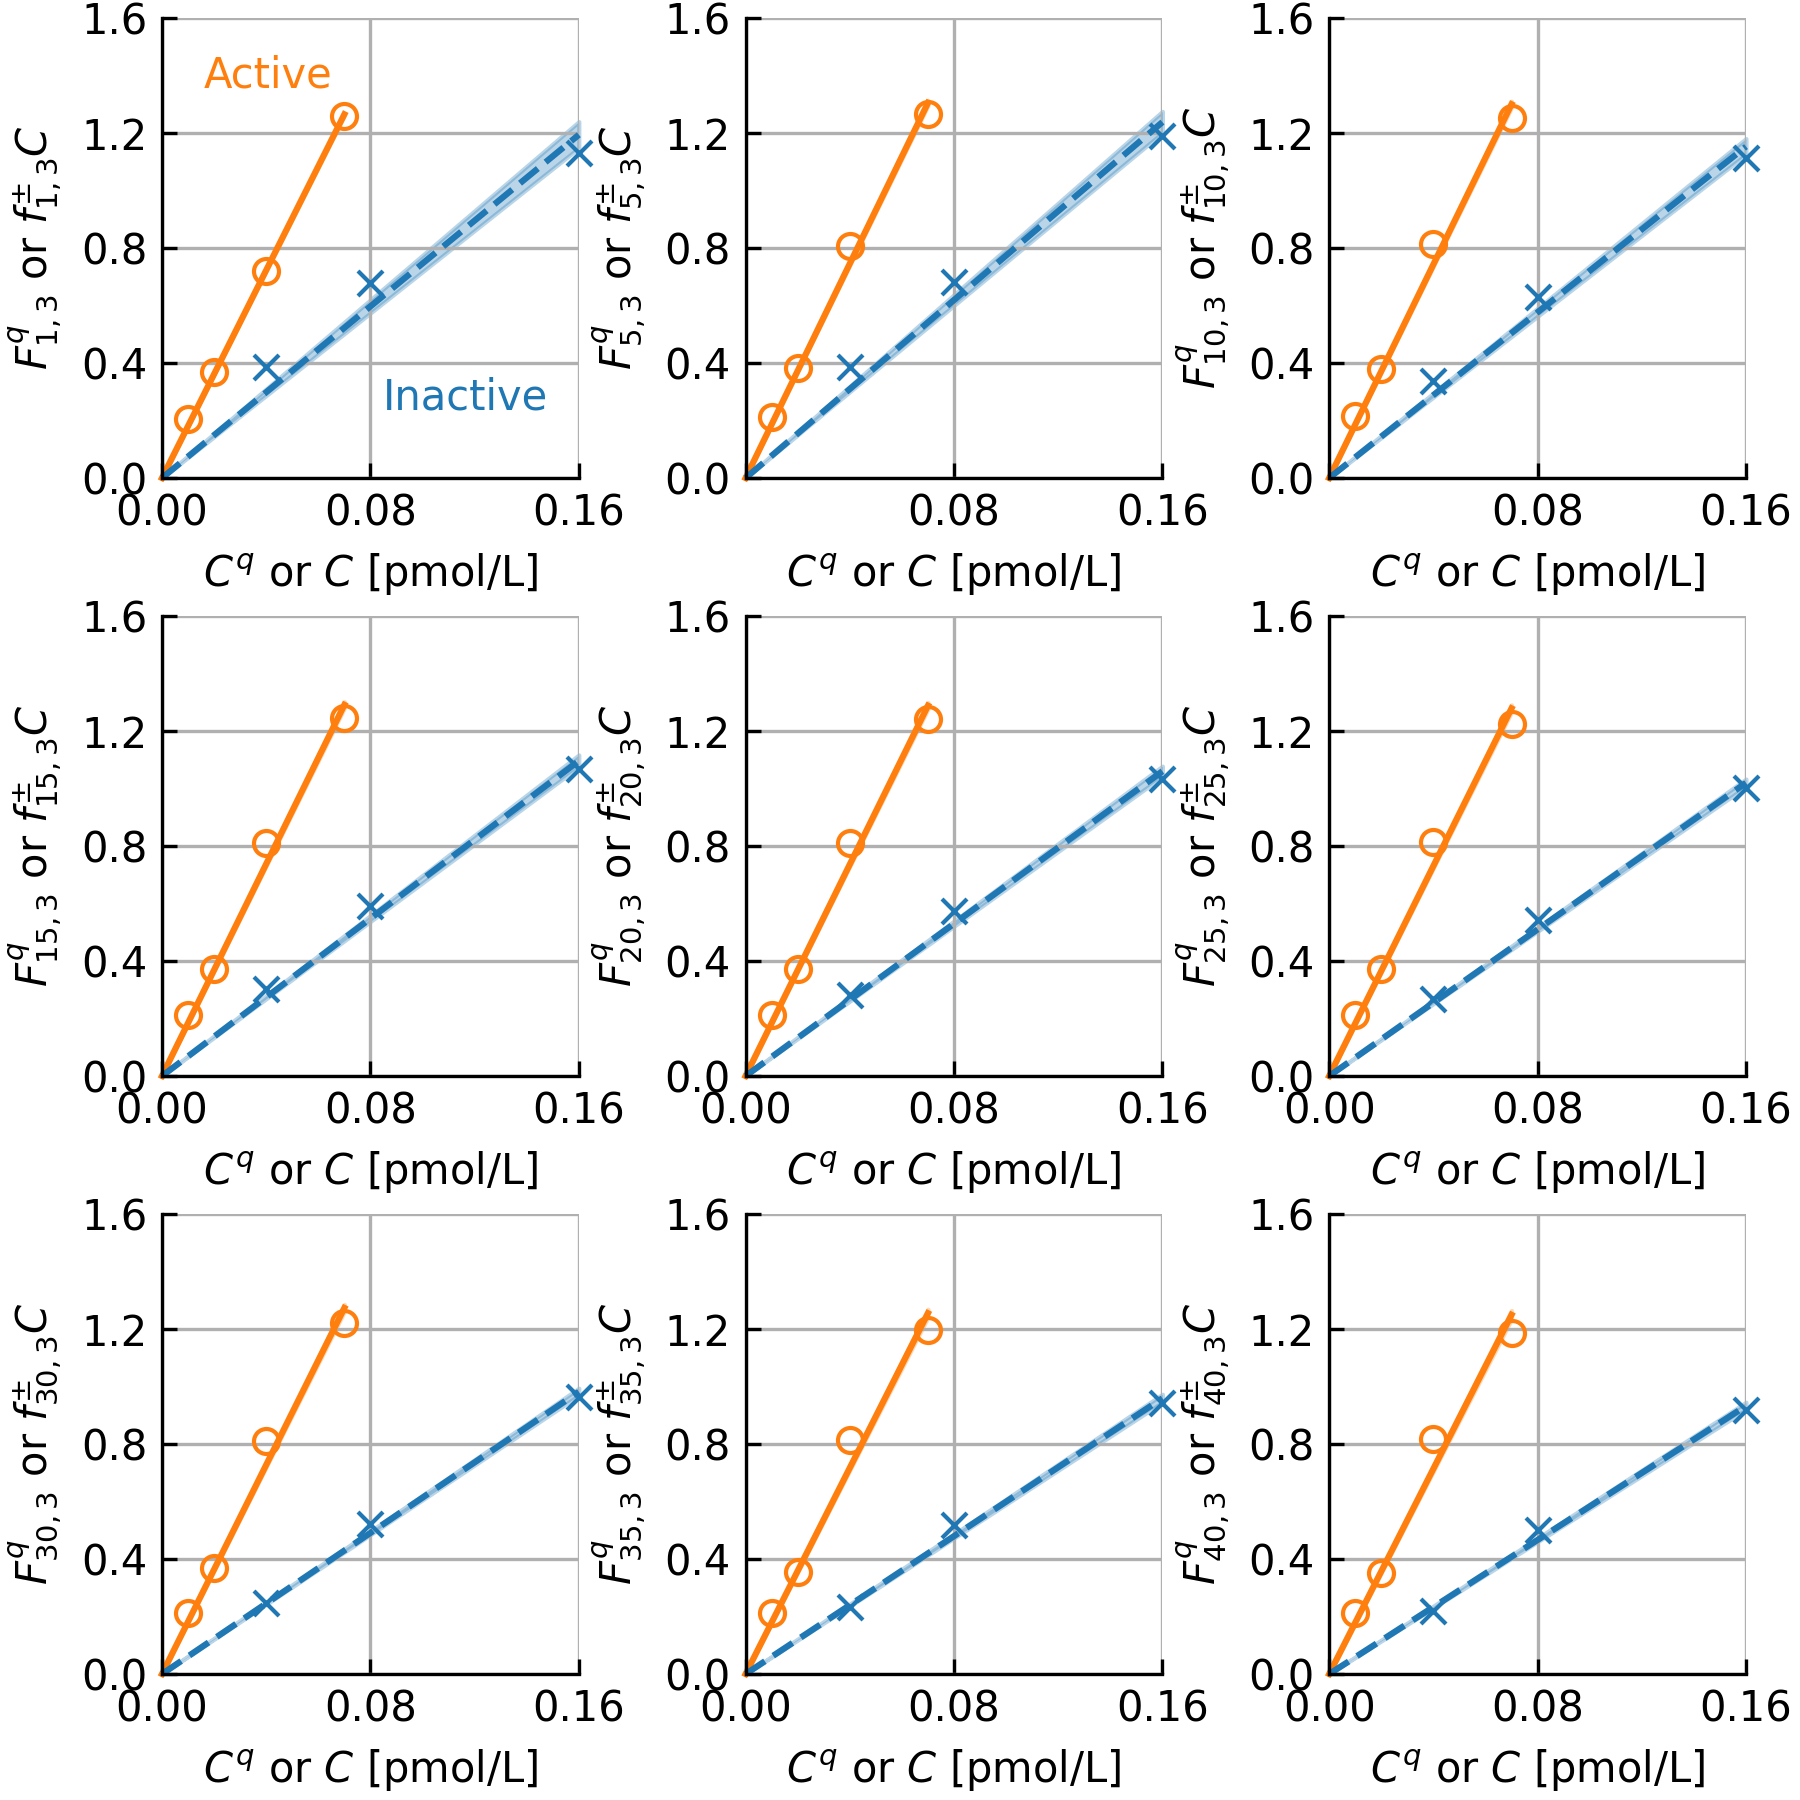 1.6 1.2 0.8 0.4 0.0
Active
Inactive
0.00 0.08 0.16
C^q or C [pmol/L]
F^q_{1,3} or f^±_{1,3}C
1.6 1.2 0.8 0.4 0.0
0.08 0.16
C^q or C [pmol/L]
F^q_{5,3} or f^±_{5,3}C
1.6 1.2 0.8 0.4 0.0
0.08 0.16
C^q or C [pmol/L]
F^q_{10,3} or f^±_{10,3}C
1.6 1.2 0.8 0.4 0.0
0.00 0.08 0.16
C^q or C [pmol/L]
F^q_{15,3} or f^±_{15,3}C
1.6 1.2 0.8 0.4 0.0
0.00 0.08 0.16
C^q or C [pmol/L]
F^q_{20,3} or f^±_{20,3}C
1.6 1.2 0.8 0.4 0.0
0.00 0.08 0.16
C^q or C [pmol/L]
F^q_{25,3} or f^±_{25,3}C
1.6 1.2 0.8 0.4 0.0
0.00 0.08 0.16
C^q or C [pmol/L]
F^q_{30,3} or f^±_{30,3}C
1.6 1.2 0.8 0.4 0.0
0.00 0.08 0.16
C^q or C [pmol/L]
F^q_{35,3} or f^±_{35,3}C
1.6 1.2 0.8 0.4 0.0
0.00 0.08 0.16
C^q or C [pmol/L]
F^q_{40,3} or f^±_{40,3}C